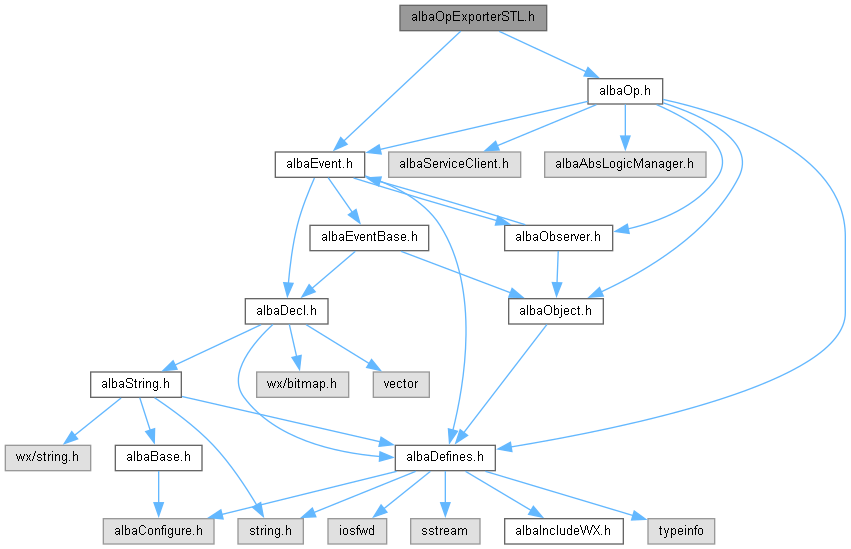 albaOpExporterSTL.h
albaOp.h
albaEvent.h
albaServiceClient.h
albaAbsLogicManager.h
albaEventBase.h
albaObserver.h
albaDecl.h
albaObject.h
albaString.h
wx/bitmap.h
vector
wx/string.h
albaBase.h
albaDefines.h
albaConfigure.h
string.h
iosfwd
sstream
albaIncludeWX.h
typeinfo